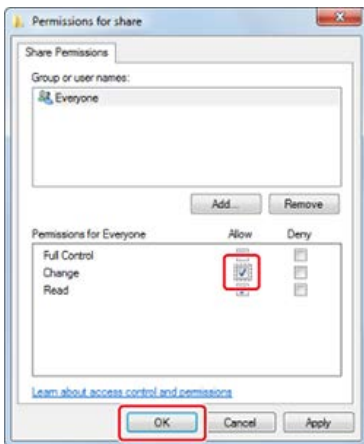 Permissions for share
Share Permissions
Group or user names:
Everyone
Add... Remove
Permissions for Everyone Allow Deny
Full Control
Change
Read
Learn about access control and permissions
OK Cancel Apply